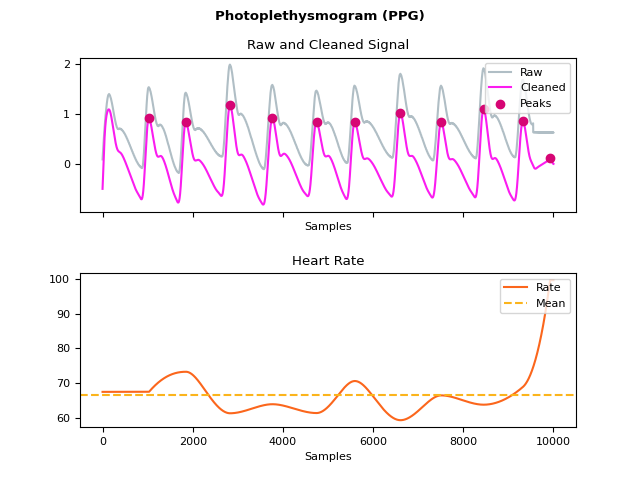 Photoplethysmogram (PPG)
Raw and Cleaned Signal
2
1
0
Raw
Cleaned
Peaks
Samples
Heart Rate
100
90
80
70
60
Rate
Mean
0 2000 4000 6000 8000 10000
Samples